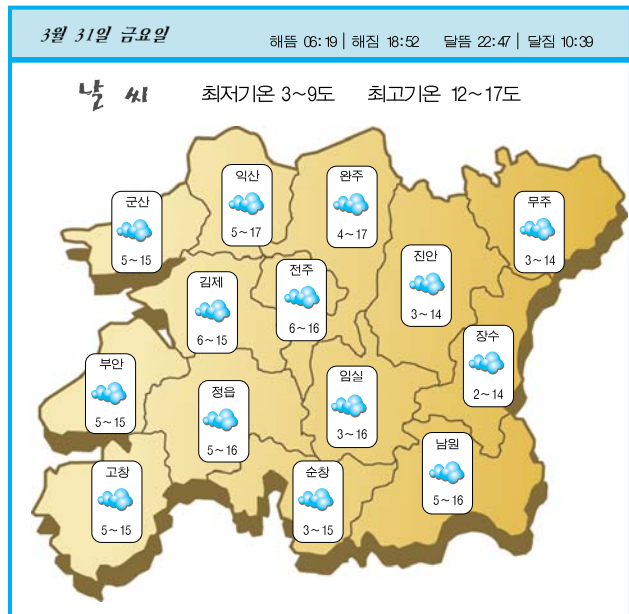 3월 31일 금요일 해뜸 06:19 | 해짐 18:52 달뜸 22:47 | 달짐 10:39
날씨 최저기온 3~9도 최고기온 12~17도
익산
5~17
완주
4~17
군산
5~15
무주
3~14
진안
3~14
전주
6~16
김제
6~15
장수
2~14
부안
5~15
임실
3~16
정읍
5~16
남원
5~16
고창
5~15
순창
3~15